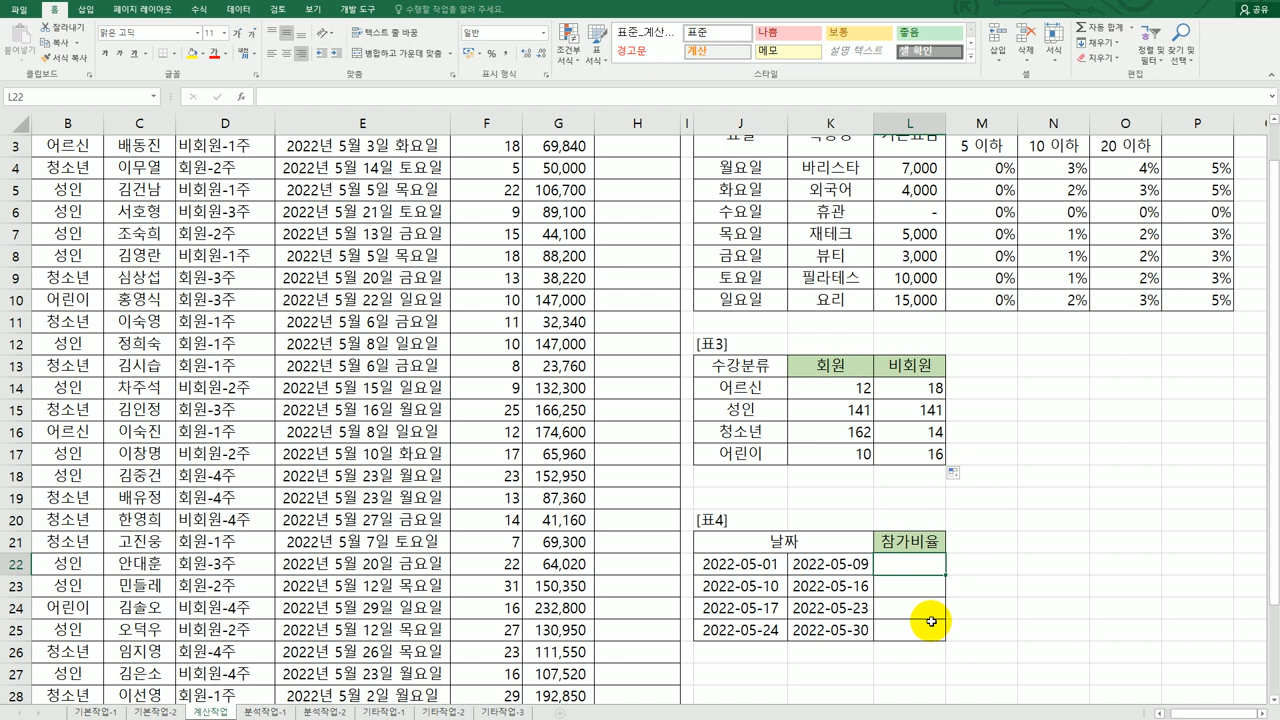 파일 홈 삽입 페이지 레이아웃 수식 데이터 검토 보기 개발 도구 수행할 작업을 알려 주세요. 공유
붙여넣기 잘라내기 복사 서식 복사 클립보드
맑은 고딕 11 가 가 가 가 가 글꼴
텍스트 줄 바꿈 병합하고 가운데 맞춤 맞춤
일반 % 표시 형식
조건부 서식 표 서식
표준_계산... 표준 나쁨 보통 좋음
경고문 계산 메모 설명 텍스트 셀 확인
스타일
삽입 삭제 서식 셀
자동 합계 채우기 지우기 정렬 및 필터 찾기 및 선택 편집
L22 fx
B C D E F G H I J K L M N O P
3 어르신 배동진 비회원-1주 2022년 5월 3일 화요일 18 69,840 5 이하 10 이하 20 이하
4 청소년 이무열 회원-2주 2022년 5월 14일 토요일 5 50,000 월요일 바리스타 7,000 0% 3% 4% 5%
5 성인 김건남 비회원-1주 2022년 5월 5일 목요일 22 106,700 화요일 외국어 4,000 0% 2% 3% 5%
6 성인 서호형 비회원-3주 2022년 5월 21일 토요일 9 89,100 수요일 휴관 - 0% 0% 0% 0%
7 성인 조숙희 회원-2주 2022년 5월 13일 금요일 15 44,100 목요일 재테크 5,000 0% 1% 2% 3%
8 성인 김영란 비회원-1주 2022년 5월 5일 목요일 18 88,200 금요일 뷰티 3,000 0% 1% 2% 3%
9 청소년 심상섭 회원-3주 2022년 5월 20일 금요일 13 38,220 토요일 필라테스 10,000 0% 1% 2% 3%
10 어린이 홍영식 회원-3주 2022년 5월 22일 일요일 10 147,000 일요일 요리 15,000 0% 2% 3% 5%
11 청소년 이숙영 회원-1주 2022년 5월 6일 금요일 11 32,340
12 성인 정희숙 회원-1주 2022년 5월 8일 일요일 10 147,000 [표3]
13 청소년 김시습 회원-1주 2022년 5월 6일 금요일 8 23,760 수강분류 회원 비회원
14 성인 차주석 비회원-2주 2022년 5월 15일 일요일 9 132,300 어르신 12 18
15 청소년 김인정 회원-3주 2022년 5월 16일 월요일 25 166,250 성인 141 141
16 어르신 이숙진 회원-1주 2022년 5월 8일 일요일 12 174,600 청소년 162 14
17 성인 이창명 비회원-2주 2022년 5월 10일 화요일 17 65,960 어린이 10 16
18 성인 김중건 회원-4주 2022년 5월 23일 월요일 23 152,950
19 청소년 배유정 회원-4주 2022년 5월 23일 월요일 13 87,360
20 청소년 한영희 비회원-4주 2022년 5월 27일 금요일 14 41,160 [표4]
21 청소년 고진웅 회원-1주 2022년 5월 7일 토요일 7 69,300 날짜 참가비율
22 성인 안대훈 회원-3주 2022년 5월 20일 금요일 22 64,020 2022-05-01 2022-05-09
23 성인 민들레 회원-2주 2022년 5월 12일 목요일 31 150,350 2022-05-10 2022-05-16
24 어린이 김솔오 비회원-4주 2022년 5월 29일 일요일 16 232,800 2022-05-17 2022-05-23
25 성인 오덕우 비회원-2주 2022년 5월 12일 목요일 27 130,950 2022-05-24 2022-05-30
26 청소년 임지영 회원-4주 2022년 5월 26일 목요일 23 111,550
27 성인 김은소 비회원-4주 2022년 5월 23일 월요일 16 107,520
28 청소년 이선영 회원-1주 2022년 5월 2일 월요일 29 192,850
기본작업-1 기본작업-2 계산작업 분석작업-1 분석작업-2 기타작업-1 기타작업-2 기타작업-3